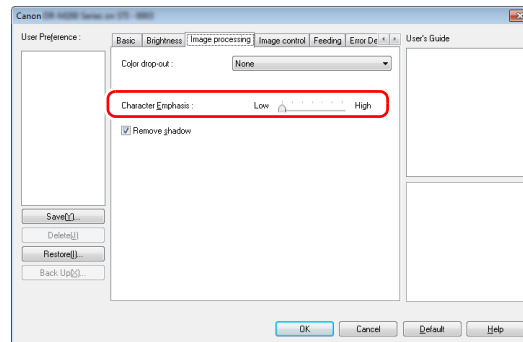 Canon
User Preference :
Basic Brightness Image processing Image control Feeding Error De
User's Guide
Color drop-out : None
Character Emphasis : Low High
Remove shadow
Save(Y)...
Delete(J)
Restore(I)...
Back Up(X)...
OK Cancel Default Help